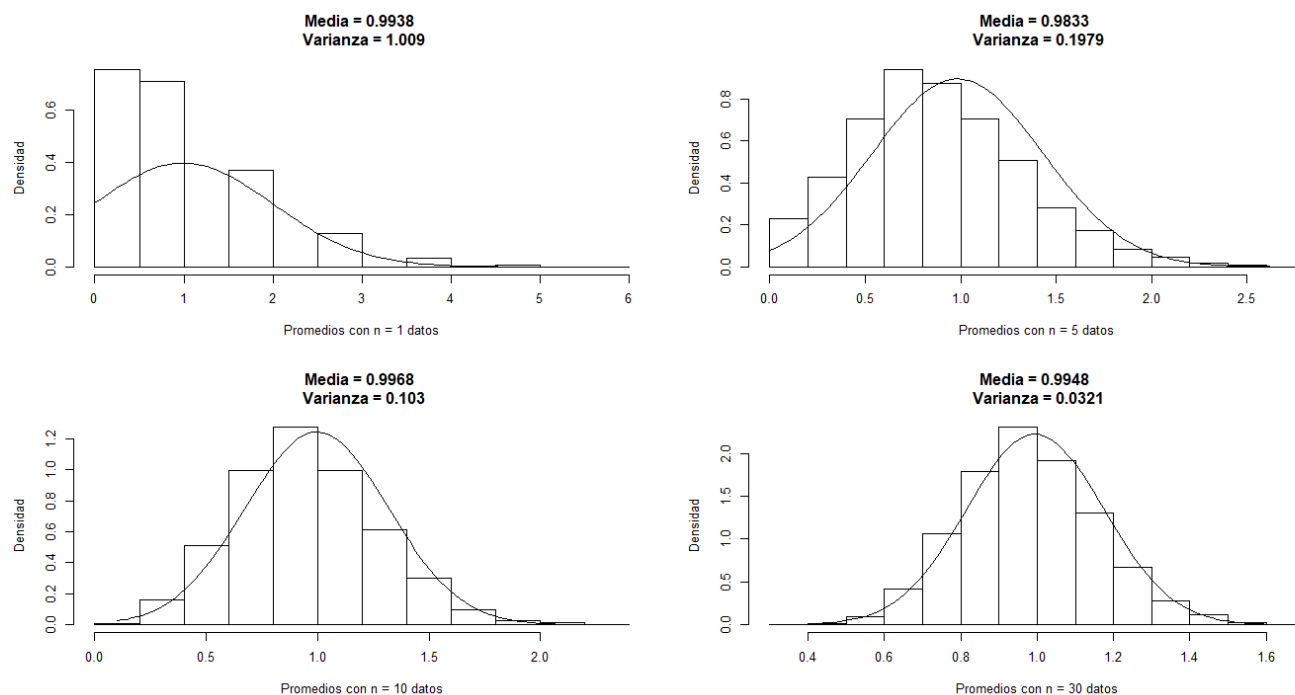 Media = 0.9938
Varianza = 1.009
Densidad
0.0 0.2 0.4 0.6
0 1 2 3 4 5 6
Promedios con n = 1 datos
Media = 0.9833
Varianza = 0.1979
Densidad
0.0 0.2 0.4 0.6 0.8
0.0 0.5 1.0 1.5 2.0 2.5
Promedios con n = 5 datos
Media = 0.9968
Varianza = 0.103
Densidad
0.0 0.2 0.4 0.6 0.8 1.0 1.2
0.0 0.5 1.0 1.5 2.0
Promedios con n = 10 datos
Media = 0.9948
Varianza = 0.0321
Densidad
0.0 0.5 1.0 1.5 2.0
0.4 0.6 0.8 1.0 1.2 1.4 1.6
Promedios con n = 30 datos